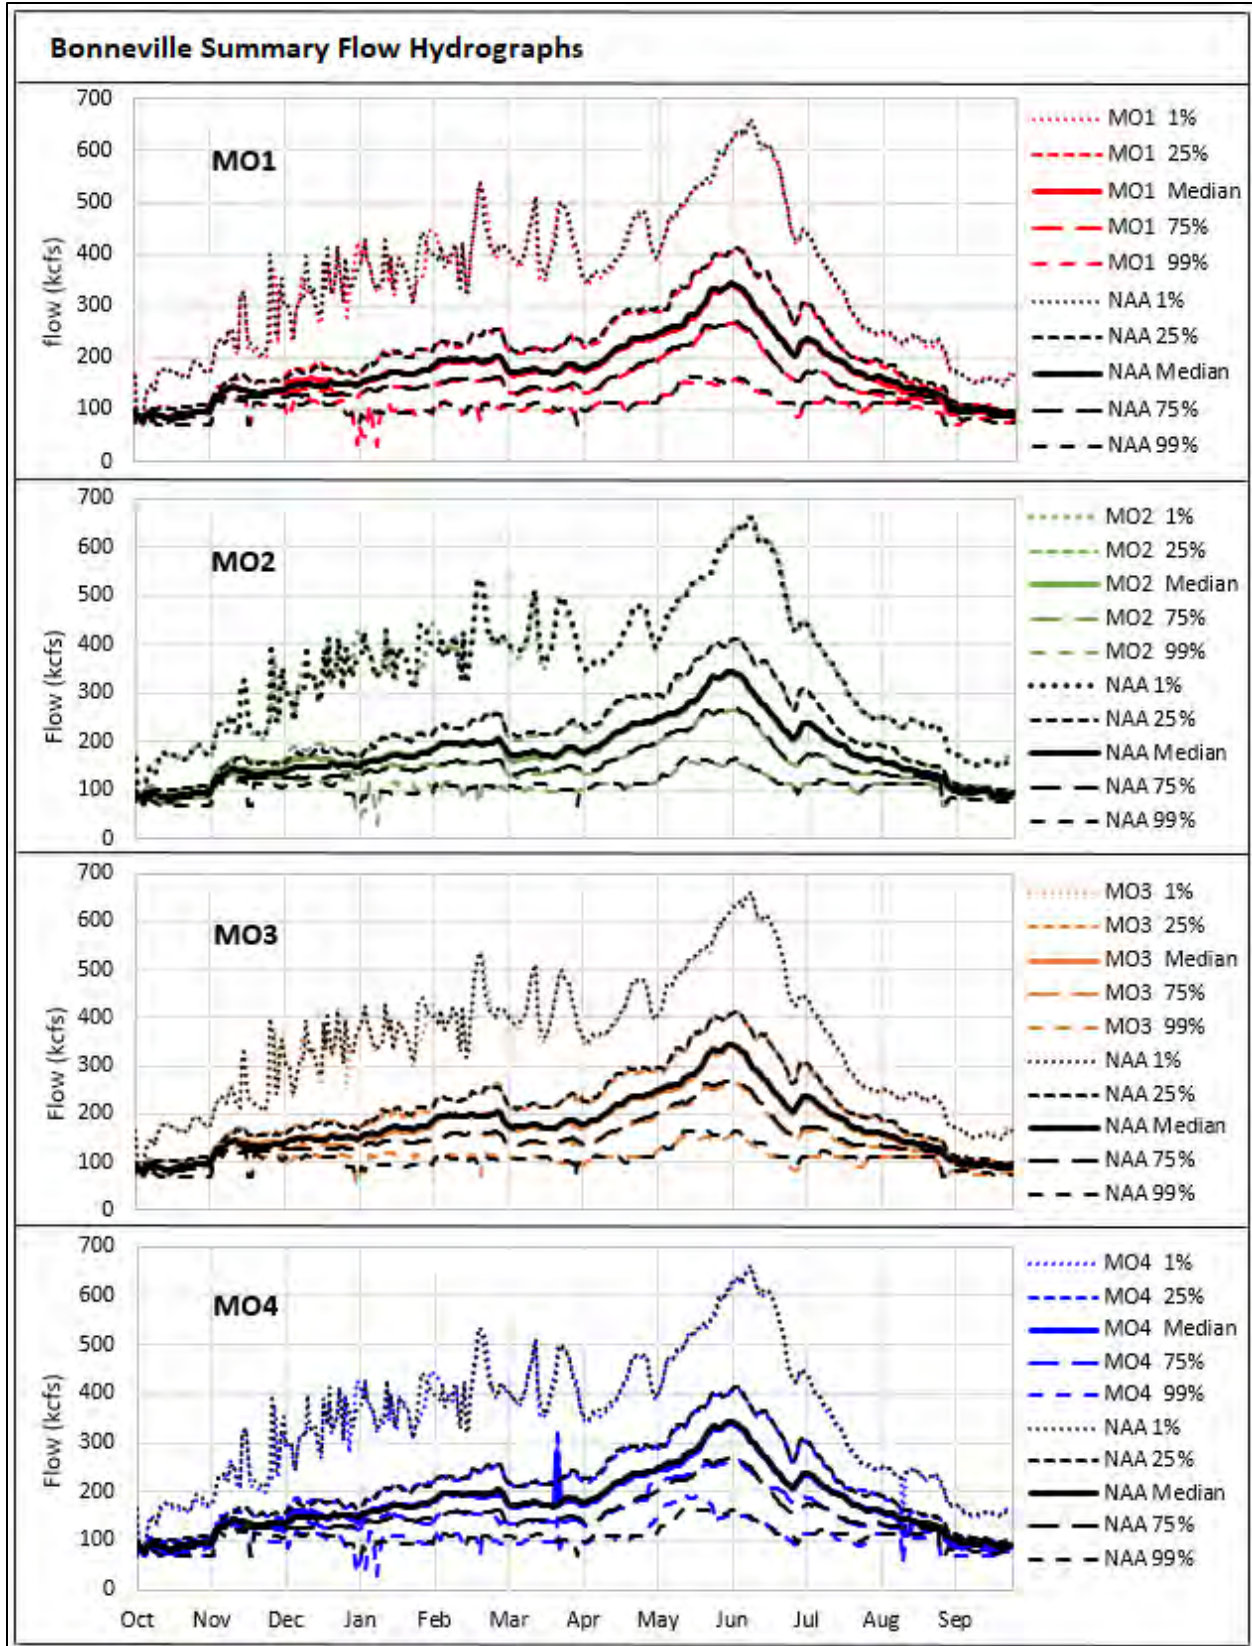 Bonneville Summary Flow Hydrographs
MO1
flow (kcfs)
700
600
500
400
300
200
100
0
MO1 1%
MO1 25%
MO1 Median
MO1 75%
MO1 99%
NAA 1%
NAA 25%
NAA Median
NAA 75%
NAA 99%
MO2
Flow (kcfs)
700
600
500
400
300
200
100
0
MO2 1%
MO2 25%
MO2 Median
MO2 75%
MO2 99%
NAA 1%
NAA 25%
NAA Median
NAA 75%
NAA 99%
MO3
Flow (kcfs)
700
600
500
400
300
200
100
0
MO3 1%
MO3 25%
MO3 Median
MO3 75%
MO3 99%
NAA 1%
NAA 25%
NAA Median
NAA 75%
NAA 99%
MO4
Flow (kcfs)
700
600
500
400
300
200
100
0
MO4 1%
MO4 25%
MO4 Median
MO4 75%
MO4 99%
NAA 1%
NAA 25%
NAA Median
NAA 75%
NAA 99%
Oct Nov Dec Jan Feb Mar Apr May Jun Jul Aug Sep